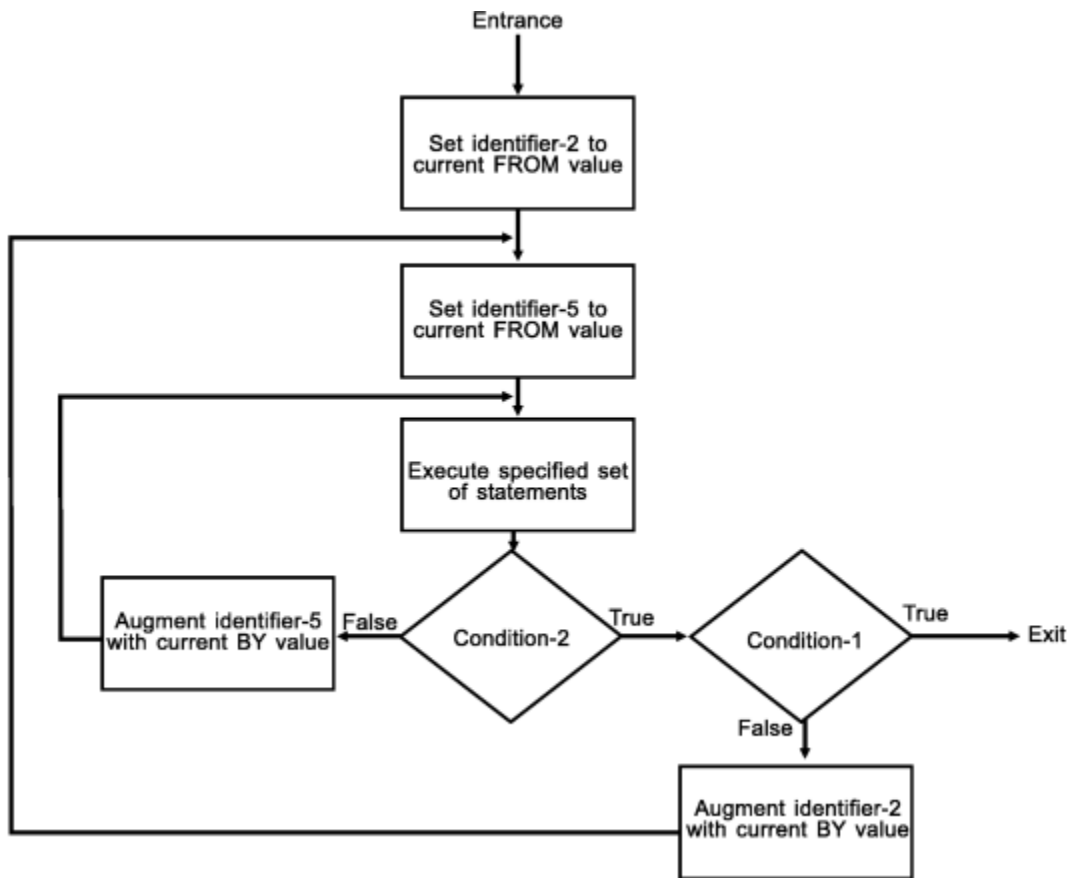 Entrance
Set identifier-2 to
current FROM value
Set identifier-5 to
current FROM value
Execute specified set
of statements
Augment identifier-5
with current BY value
False
Condition-2
True
Condition-1
True
Exit
False
Augment identifier-2
with current BY value